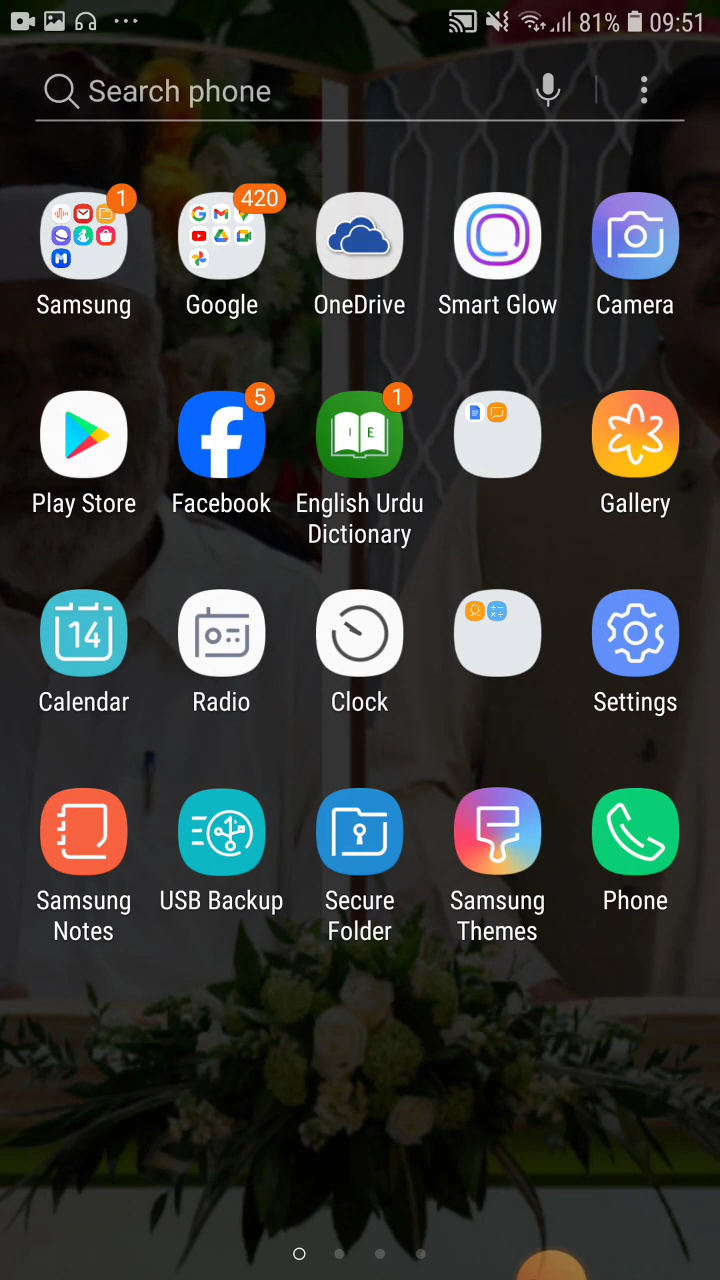 81% 09:51
Search phone
1
420
Samsung
Google
OneDrive
Smart Glow
Camera
5
1
I E
Play Store
Facebook
English Urdu
Dictionary
Gallery
14
Calendar
Radio
Clock
Settings
Samsung
Notes
USB Backup
Secure
Folder
Samsung
Themes
Phone